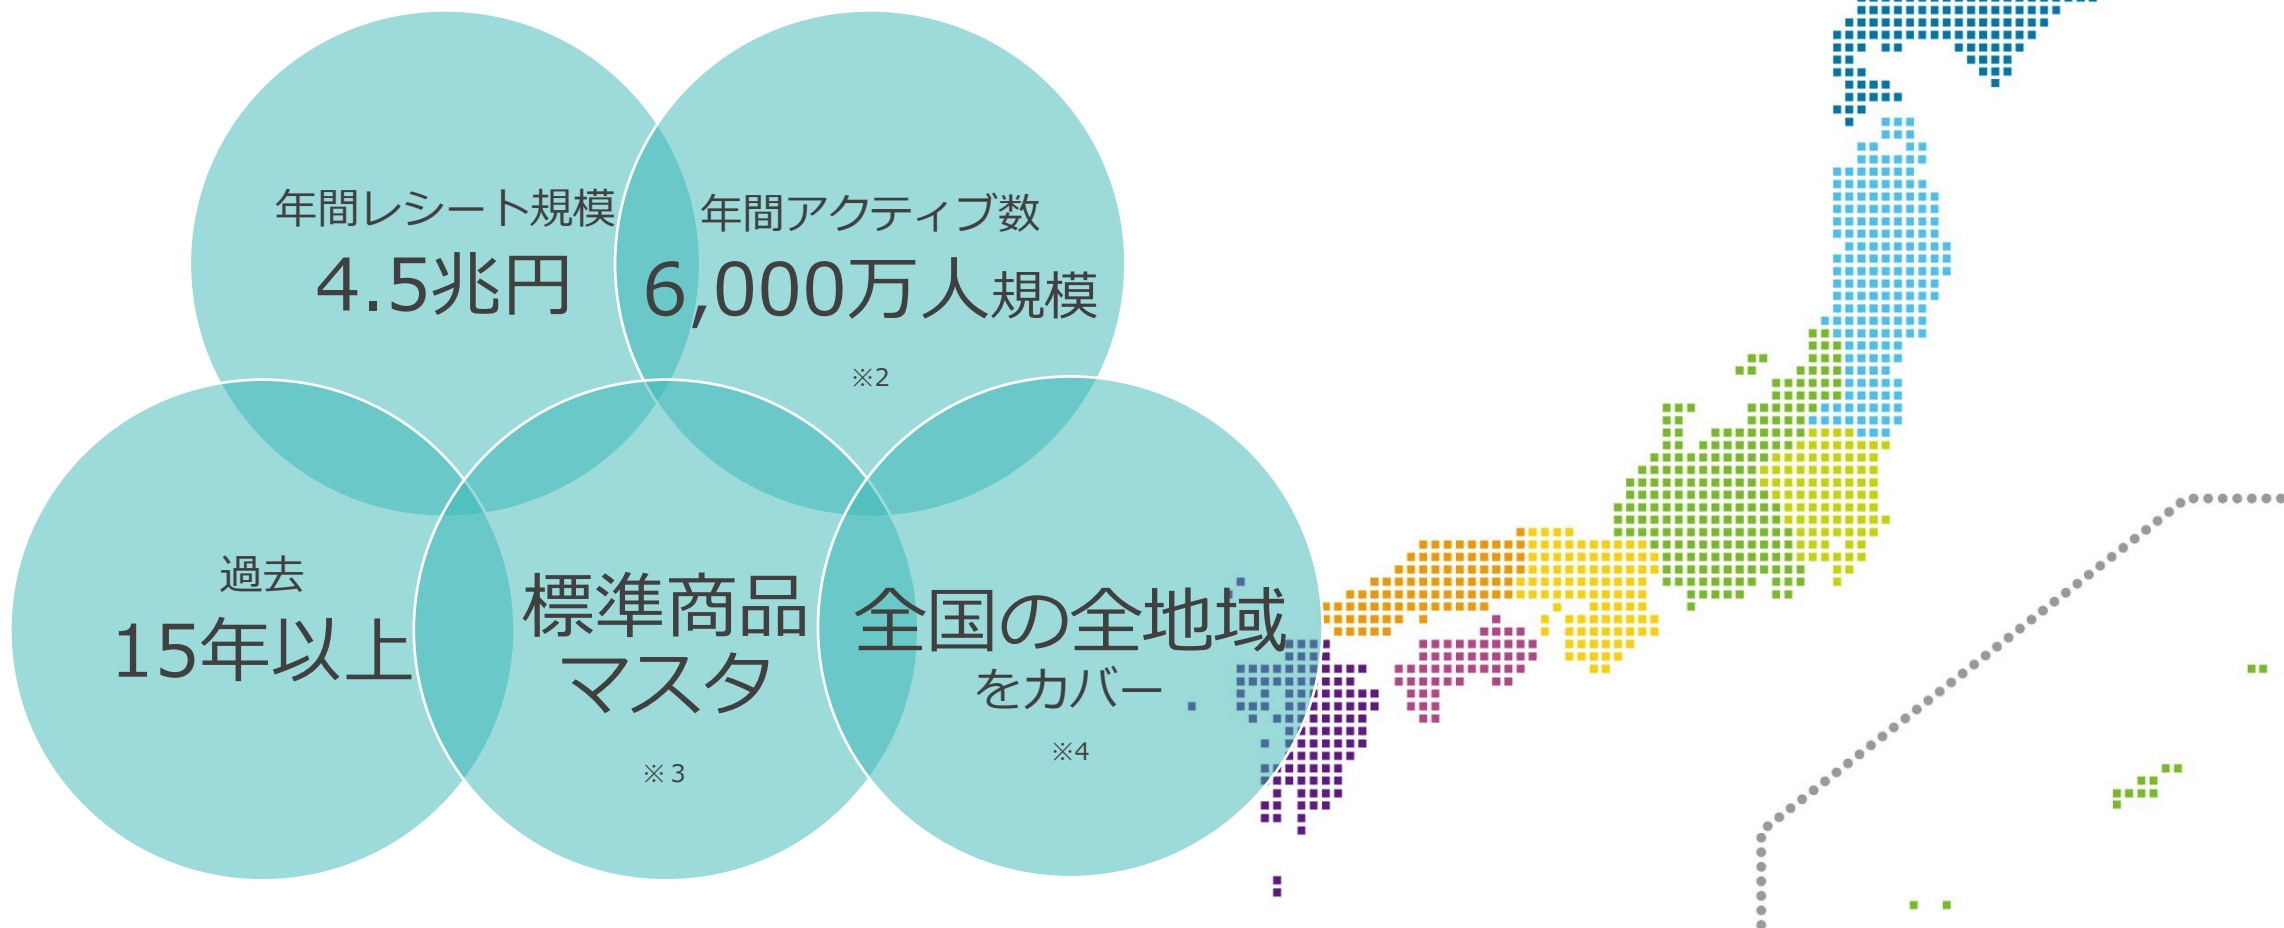 年間レシート規模
4.5兆円
年間アクティブ数
6,000万人規模
※2
過去
15年以上
標準商品
マスタ
※３
全国の全地域
をカバー
※4